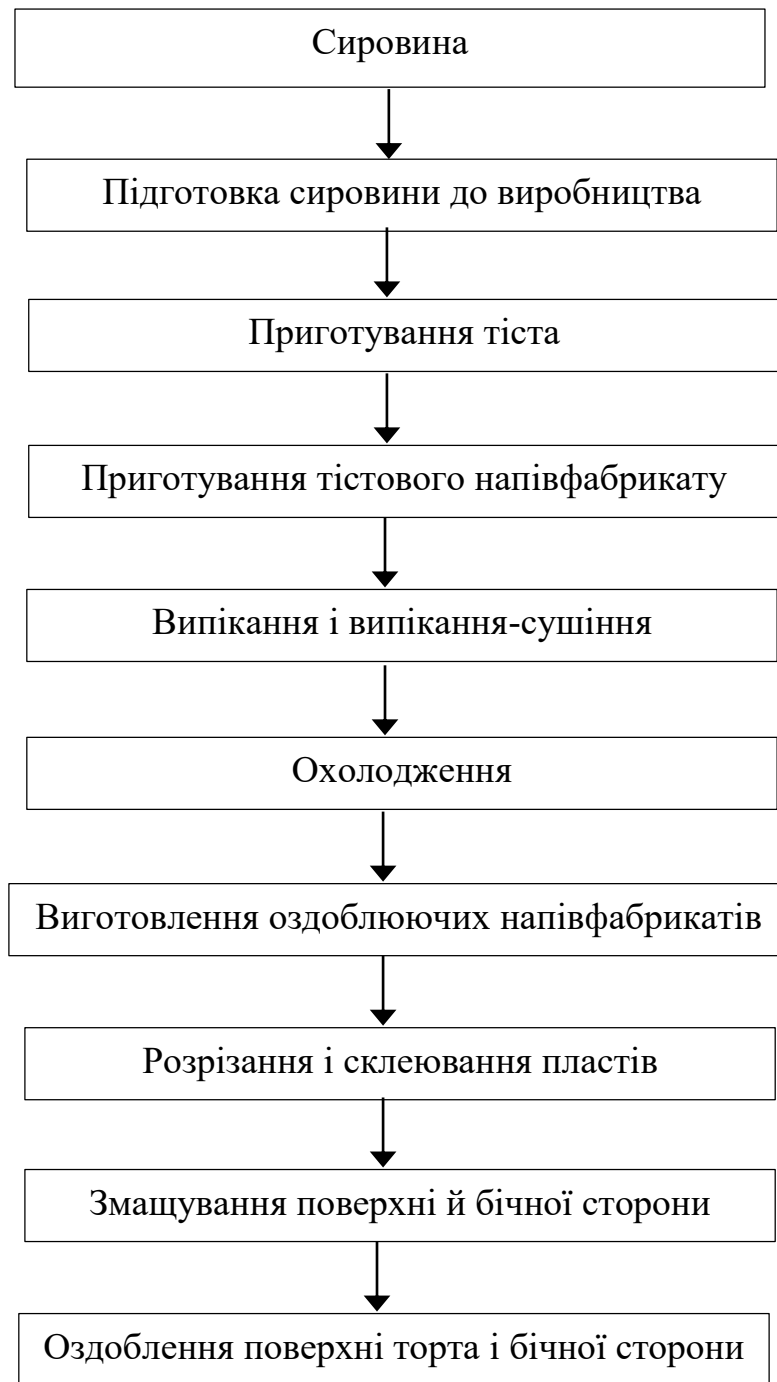 Сировина
Підготовка сировини до виробництва
Приготування тіста
Приготування тістового напівфабрикату
Випікання і випікання-сушіння
Охолодження
Виготовлення оздоблюючих напівфабрикатів
Розрізання і склеювання пластів
Змащування поверхні й бічної сторони
Оздоблення поверхні торта і бічної сторони